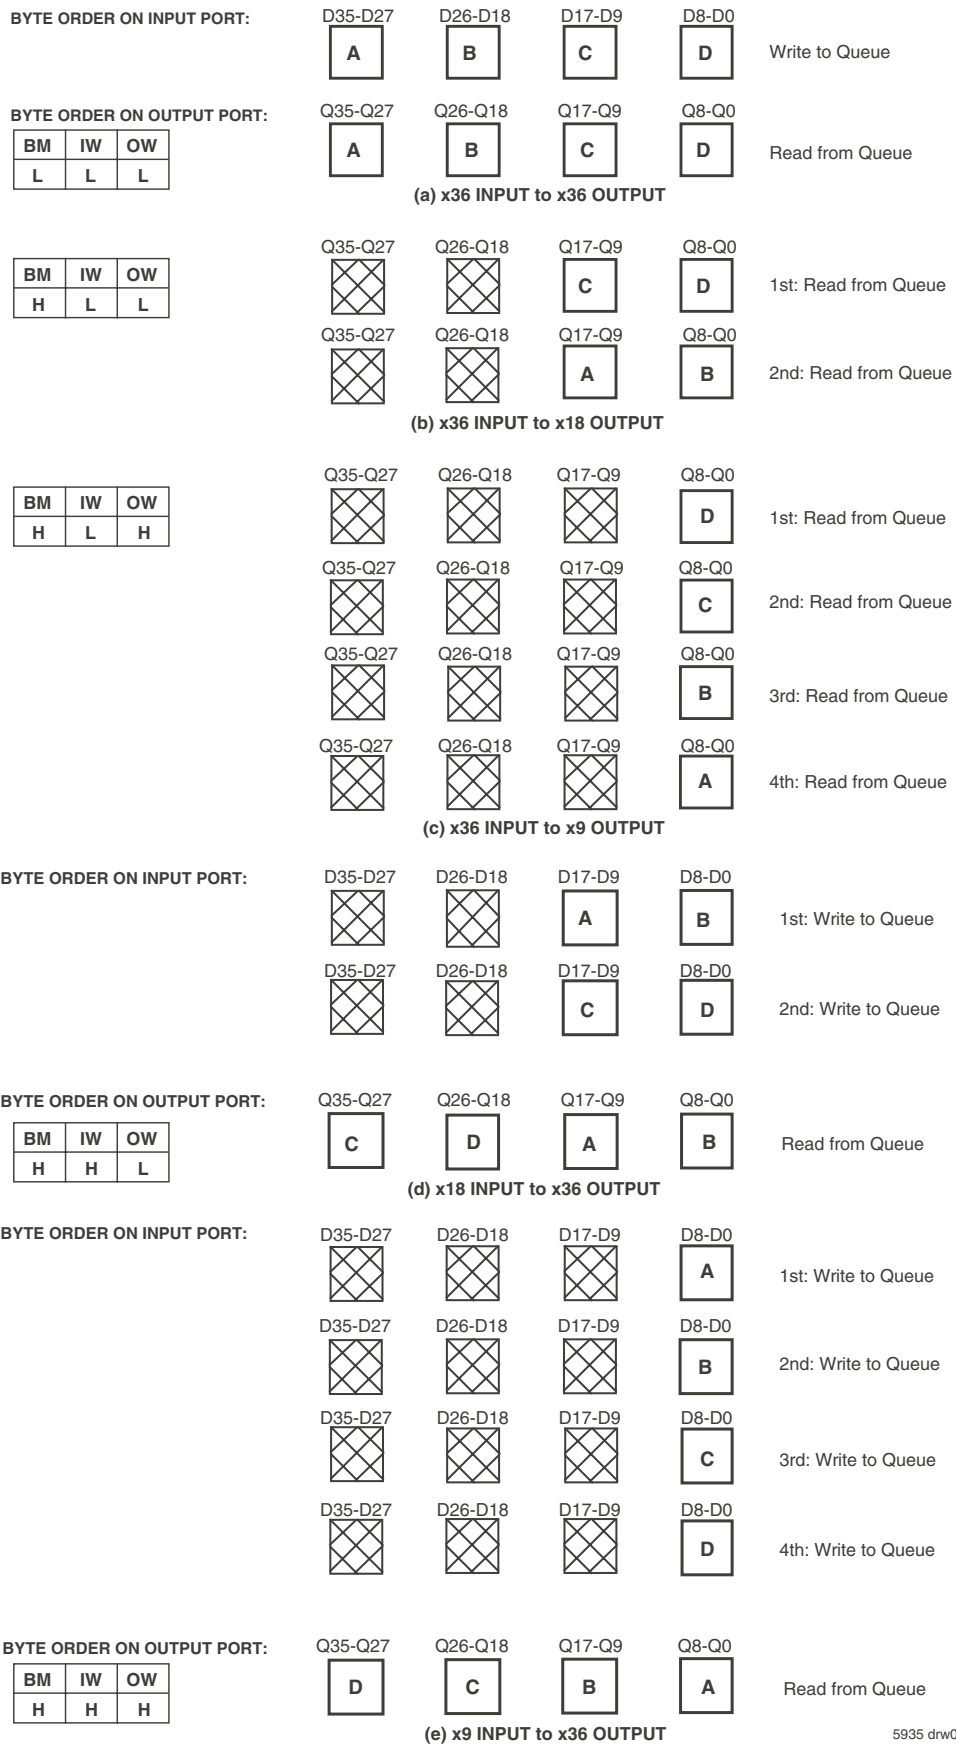 BYTE ORDER ON INPUT PORT: D35-D27 D26-D18 D17-D9 D8-D0
A B C D Write to Queue
BYTE ORDER ON OUTPUT PORT: Q35-Q27 Q26-Q18 Q17-Q9 Q8-Q0
BM IW OW
A B C D Read from Queue
L L L
(a) x36 INPUT to x36 OUTPUT
Q35-Q27 Q26-Q18 Q17-Q9 Q8-Q0
BM IW OW
C D 1st: Read from Queue
H L L
Q35-Q27 Q26-Q18 Q17-Q9 Q8-Q0
A B 2nd: Read from Queue
(b) x36 INPUT to x18 OUTPUT
Q35-Q27 Q26-Q18 Q17-Q9 Q8-Q0
BM IW OW
D 1st: Read from Queue
H L H
Q35-Q27 Q26-Q18 Q17-Q9 Q8-Q0
C 2nd: Read from Queue
Q35-Q27 Q26-Q18 Q17-Q9 Q8-Q0
B 3rd: Read from Queue
Q35-Q27 Q26-Q18 Q17-Q9 Q8-Q0
A 4th: Read from Queue
(c) x36 INPUT to x9 OUTPUT
BYTE ORDER ON INPUT PORT: D35-D27 D26-D18 D17-D9 D8-D0
A B 1st: Write to Queue
D35-D27 D26-D18 D17-D9 D8-D0
C D 2nd: Write to Queue
BYTE ORDER ON OUTPUT PORT: Q35-Q27 Q26-Q18 Q17-Q9 Q8-Q0
BM IW OW
C D A B Read from Queue
H H L
(d) x18 INPUT to x36 OUTPUT
BYTE ORDER ON INPUT PORT: D35-D27 D26-D18 D17-D9 D8-D0
A 1st: Write to Queue
D35-D27 D26-D18 D17-D9 D8-D0
B 2nd: Write to Queue
D35-D27 D26-D18 D17-D9 D8-D0
C 3rd: Write to Queue
D35-D27 D26-D18 D17-D9 D8-D0
D 4th: Write to Queue
BYTE ORDER ON OUTPUT PORT: Q35-Q27 Q26-Q18 Q17-Q9 Q8-Q0
BM IW OW
D C B A Read from Queue
H H H
(e) x9 INPUT to x36 OUTPUT
5935 drw0